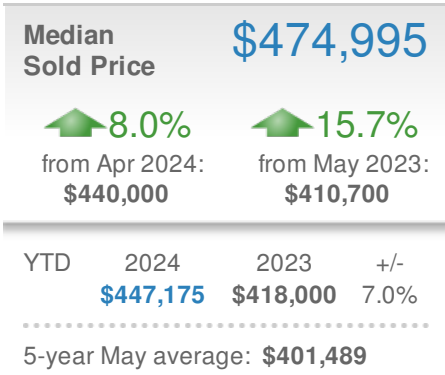 Median
Sold Price
$474,995
8.0%
from Apr 2024:
$440,000
15.7%
from May 2023:
$410,700
YTD 2024 2023 +/-
$447,175 $418,000 7.0%
5-year May average: $401,489